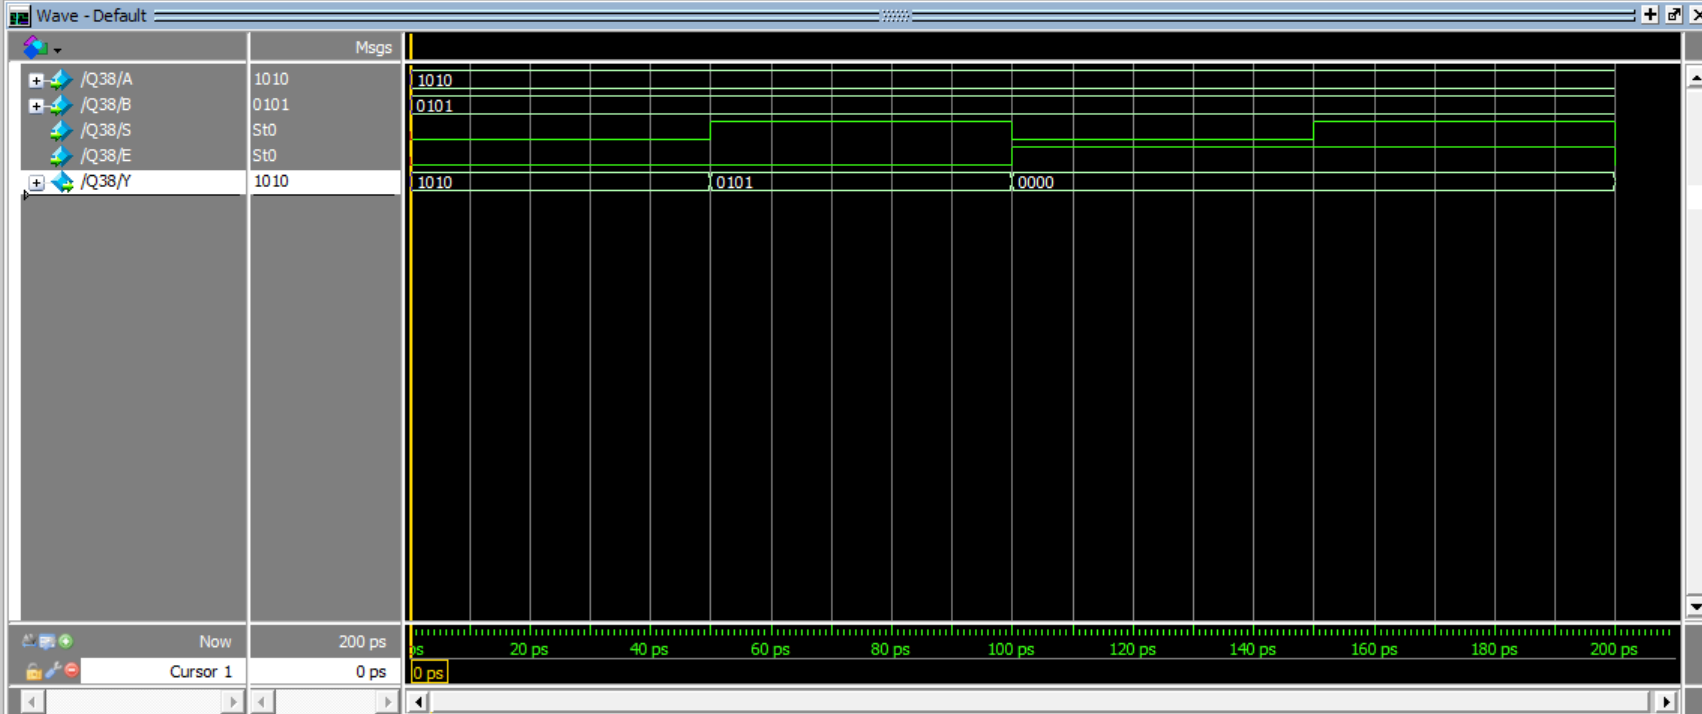 Wave - Default
Msgs
/Q38/A 1010 1010
/Q38/B 0101 0101
/Q38/S St0
/Q38/E St0
/Q38/Y 1010 1010 0101 0000
Now 200 ps
20 ps 40 ps 60 ps 80 ps 100 ps 120 ps 140 ps 160 ps 180 ps 200 ps
Cursor 1 0 ps 0 ps